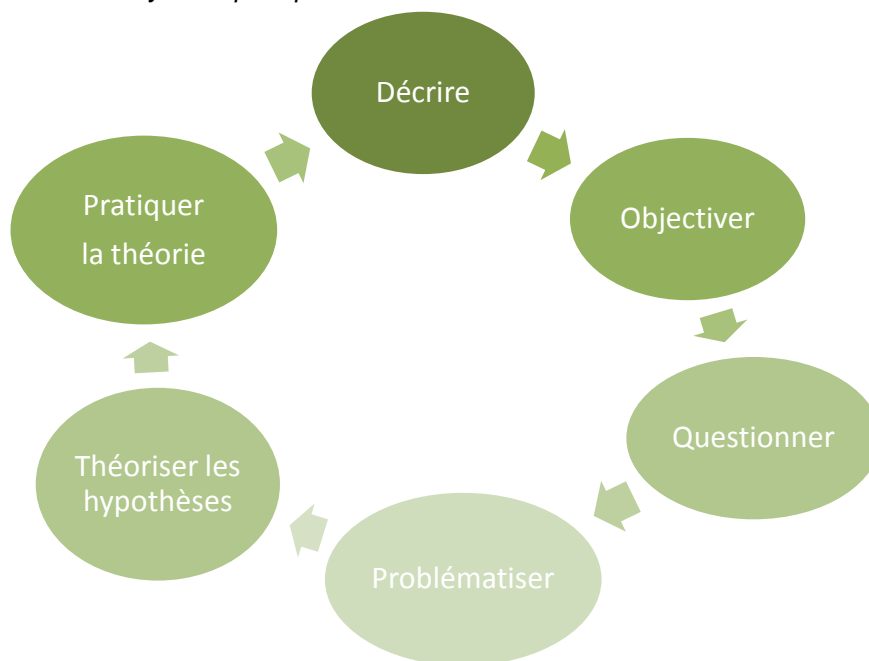 Décrire
Objectiver
Questionner
Problématiser
Théoriser les
hypothèses
Pratiquer
la théorie